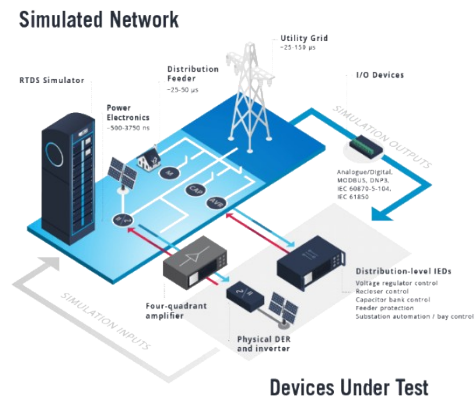 Simulated Network
Utility Grid
~25-150 µs
Distribution
Feeder
~25-50 µs
RTDS Simulator
I/O Devices
Power
Electronics
~500-3750 ns
SIMULATION OUTPUTS
M
CAP
AVR
Analogue/Digital,
MODBUS, DNP3,
IEC 60870-5-104,
IEC 61850
Distribution-level IEDs
Voltage regulator control
Recloser control
Capacitor bank control
Feeder protection
Substation automation / bay control
Four-quadrant
amplifier
SIMULATION INPUTS
Physical DER
and inverter
Devices Under Test